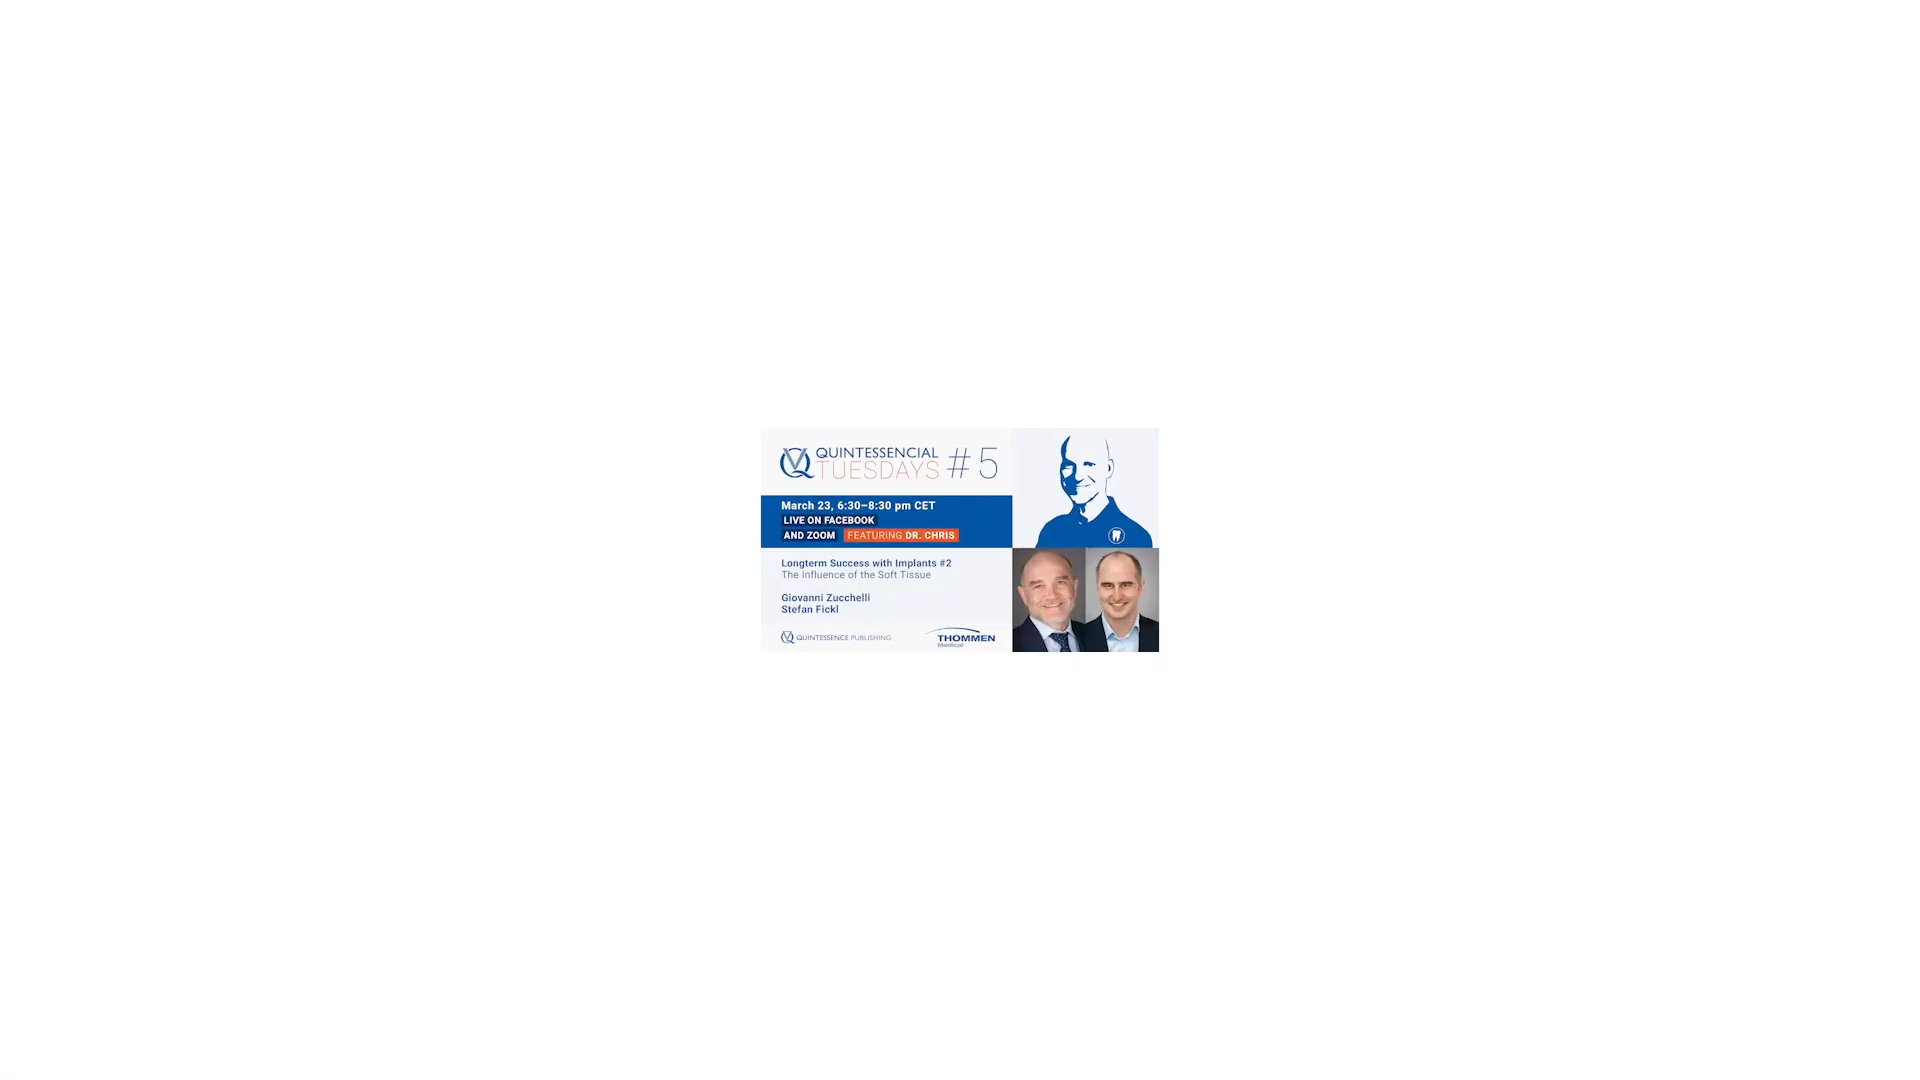 QUINTESSENCIAL
TUESDAYS #5
March 23, 6:30–8:30 pm CET
LIVE ON FACEBOOK
AND ZOOM FEATURING DR. CHRIS
Longterm Success with Implants #2
The Influence of the Soft Tissue
Giovanni Zucchelli
Stefan Fickl
QUINTESSENCE PUBLISHING
THOMMEN
Medical